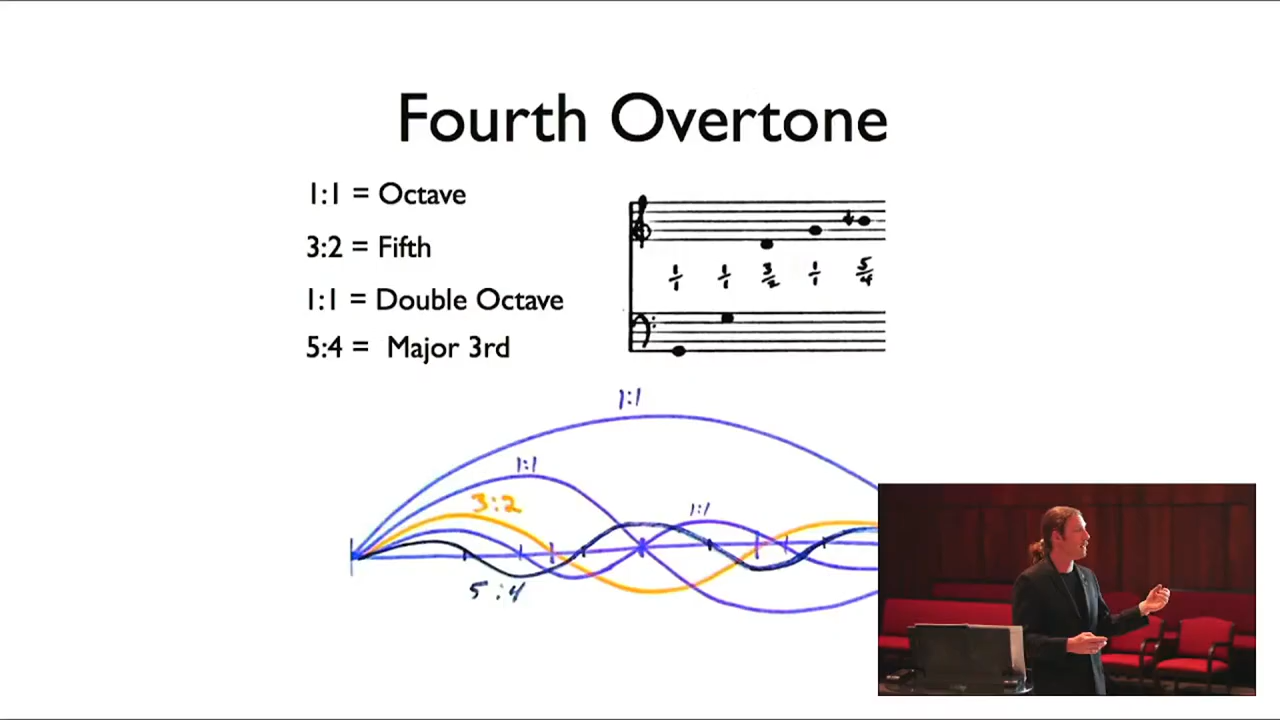 Fourth Overtone
1:1 = Octave
3:2 = Fifth
1:1 = Double Octave
5:4 = Major 3rd
1/1 1/1 3/2 1/1 5/4
1:1
1:1
3:2
1:1
5:4